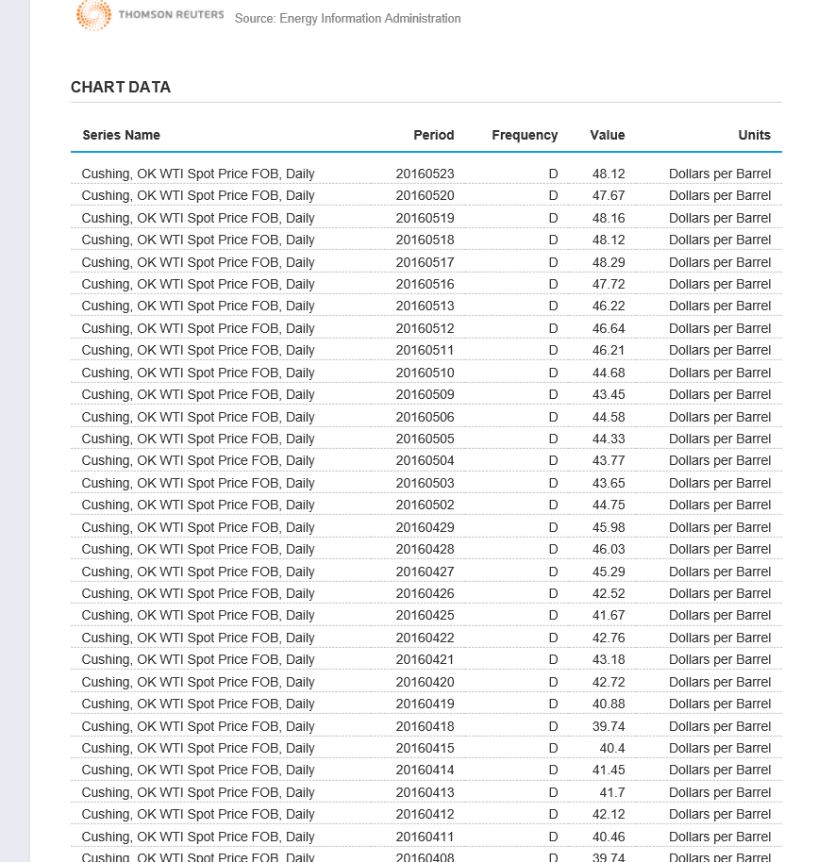 THOMSON REUTERS Source: Energy Information Administration
CHART DATA
Series Name Period Frequency Value Units
Cushing, OK WTI Spot Price FOB, Daily 20160523 D 48.12 Dollars per Barrel
Cushing, OK WTI Spot Price FOB, Daily 20160520 D 47.67 Dollars per Barrel
Cushing, OK WTI Spot Price FOB, Daily 20160519 D 48.16 Dollars per Barrel
Cushing, OK WTI Spot Price FOB, Daily 20160518 D 48.12 Dollars per Barrel
Cushing, OK WTI Spot Price FOB, Daily 20160517 D 48.29 Dollars per Barrel
Cushing, OK WTI Spot Price FOB, Daily 20160516 D 47.72 Dollars per Barrel
Cushing, OK WTI Spot Price FOB, Daily 20160513 D 46.22 Dollars per Barrel
Cushing, OK WTI Spot Price FOB, Daily 20160512 D 46.64 Dollars per Barrel
Cushing, OK WTI Spot Price FOB, Daily 20160511 D 46.21 Dollars per Barrel
Cushing, OK WTI Spot Price FOB, Daily 20160510 D 44.68 Dollars per Barrel
Cushing, OK WTI Spot Price FOB, Daily 20160509 D 43.45 Dollars per Barrel
Cushing, OK WTI Spot Price FOB, Daily 20160506 D 44.58 Dollars per Barrel
Cushing, OK WTI Spot Price FOB, Daily 20160505 D 44.33 Dollars per Barrel
Cushing, OK WTI Spot Price FOB, Daily 20160504 D 43.77 Dollars per Barrel
Cushing, OK WTI Spot Price FOB, Daily 20160503 D 43.65 Dollars per Barrel
Cushing, OK WTI Spot Price FOB, Daily 20160502 D 44.75 Dollars per Barrel
Cushing, OK WTI Spot Price FOB, Daily 20160429 D 45.98 Dollars per Barrel
Cushing, OK WTI Spot Price FOB, Daily 20160428 D 46.03 Dollars per Barrel
Cushing, OK WTI Spot Price FOB, Daily 20160427 D 45.29 Dollars per Barrel
Cushing, OK WTI Spot Price FOB, Daily 20160426 D 42.52 Dollars per Barrel
Cushing, OK WTI Spot Price FOB, Daily 20160425 D 41.67 Dollars per Barrel
Cushing, OK WTI Spot Price FOB, Daily 20160422 D 42.76 Dollars per Barrel
Cushing, OK WTI Spot Price FOB, Daily 20160421 D 43.18 Dollars per Barrel
Cushing, OK WTI Spot Price FOB, Daily 20160420 D 42.72 Dollars per Barrel
Cushing, OK WTI Spot Price FOB, Daily 20160419 D 40.88 Dollars per Barrel
Cushing, OK WTI Spot Price FOB, Daily 20160418 D 39.74 Dollars per Barrel
Cushing, OK WTI Spot Price FOB, Daily 20160415 D 40.4 Dollars per Barrel
Cushing, OK WTI Spot Price FOB, Daily 20160414 D 41.45 Dollars per Barrel
Cushing, OK WTI Spot Price FOB, Daily 20160413 D 41.7 Dollars per Barrel
Cushing, OK WTI Spot Price FOB, Daily 20160412 D 42.12 Dollars per Barrel
Cushing, OK WTI Spot Price FOB, Daily 20160411 D 40.46 Dollars per Barrel
Cushing, OK WTI Spot Price FOB, Daily 20160408 D 39.74 Dollars per Barrel